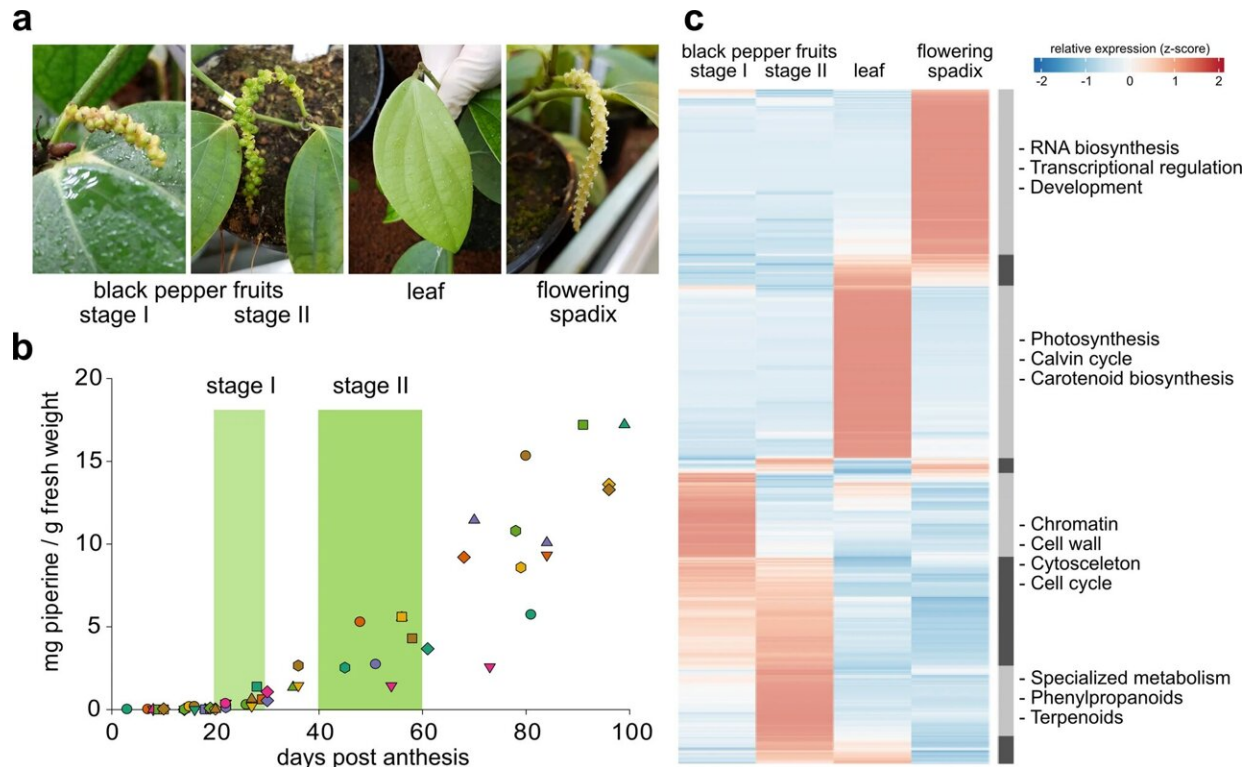 a
black pepper fruits
stage I
stage II
leaf
flowering
spadix
b
mg piperine / g fresh weight
20
15
10
5
0
stage I
stage II
0
20
40
60
80
100
days post anthesis
c
black pepper fruits
stage I
stage II
leaf
flowering
spadix
relative expression (z-score)
-2
-1
0
1
2
- RNA biosynthesis
- Transcriptional regulation
- Development
- Photosynthesis
- Calvin cycle
- Carotenoid biosynthesis
- Chromatin
- Cell wall
- Cytosceleton
- Cell cycle
- Specialized metabolism
- Phenylpropanoids
- Terpenoids